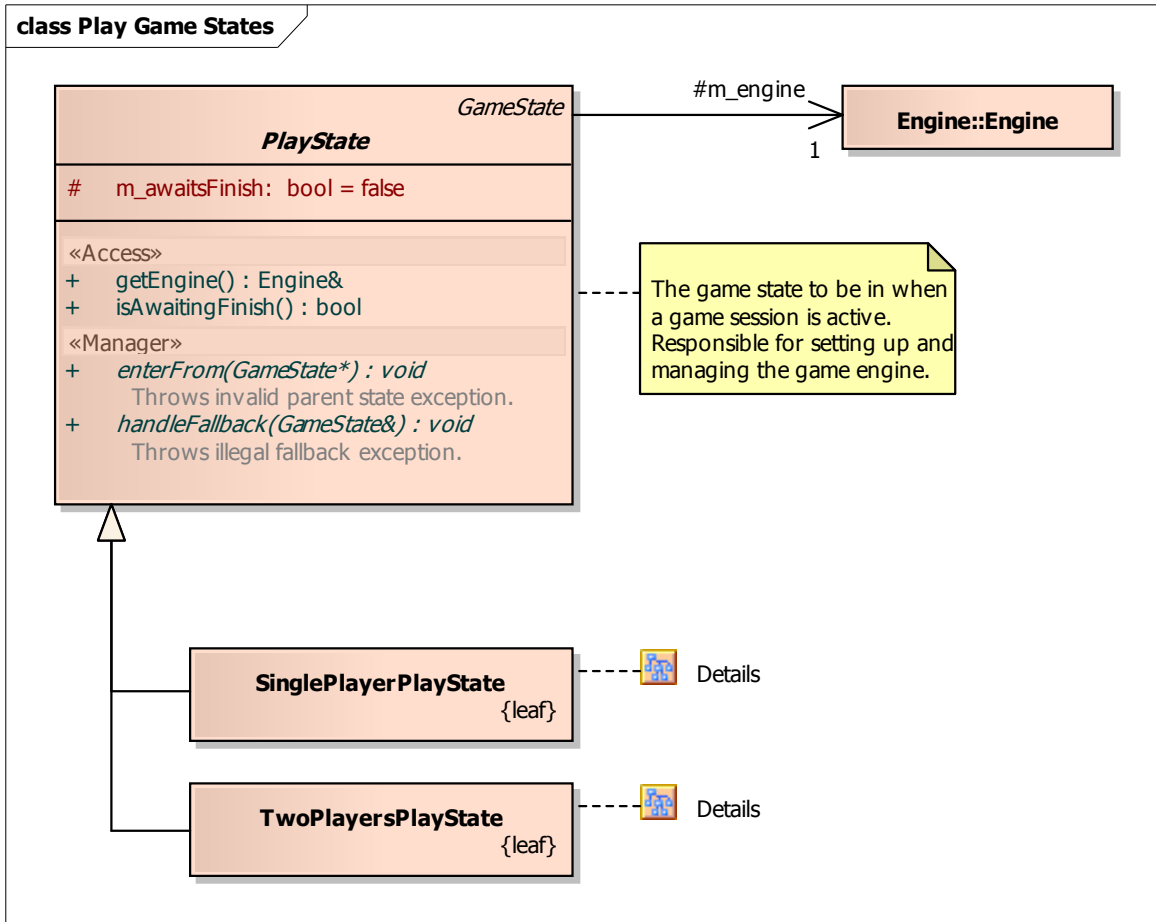 class Play Game States
GameState
PlayState
# m_awaitsFinish: bool = false
«Access»
+ getEngine() : Engine&
+ isAwaitingFinish() : bool
«Manager»
+ enterFrom(GameState*) : void
Throws invalid parent state exception.
+ handleFallback(GameState&) : void
Throws illegal fallback exception.
#m_engine
1
Engine::Engine
The game state to be in when
a game session is active.
Responsible for setting up and
managing the game engine.
SinglePlayerPlayState
{leaf}
Details
TwoPlayersPlayState
{leaf}
Details